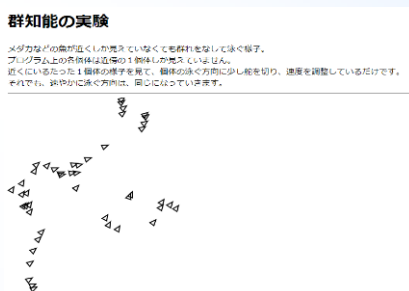 群知能の実験
メダカなどの魚が近くしか見えていなくても群れをなして泳ぐ様子。
プログラム上の各個体は近傍の1個体しか見えていません。
近くにいるたった1個体の様子を見て、個体の泳ぐ方向に少し舵を切り、速度を調整しているだけです。
それでも、速やかに泳ぐ方向は、同じになっていきます。